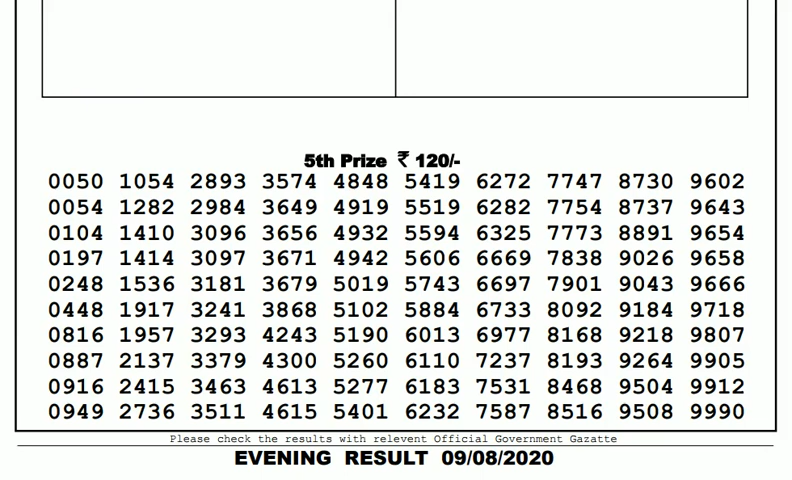 5th Prize ₹ 120/-
0050 1054 2893 3574 4848 5419 6272 7747 8730 9602
0054 1282 2984 3649 4919 5519 6282 7754 8737 9643
0104 1410 3096 3656 4932 5594 6325 7773 8891 9654
0197 1414 3097 3671 4942 5606 6669 7838 9026 9658
0248 1536 3181 3679 5019 5743 6697 7901 9043 9666
0448 1917 3241 3868 5102 5884 6733 8092 9184 9718
0816 1957 3293 4243 5190 6013 6977 8168 9218 9807
0887 2137 3379 4300 5260 6110 7237 8193 9264 9905
0916 2415 3463 4613 5277 6183 7531 8468 9504 9912
0949 2736 3511 4615 5401 6232 7587 8516 9508 9990
Please check the results with relevent Official Government Gazatte
EVENING RESULT 09/08/2020